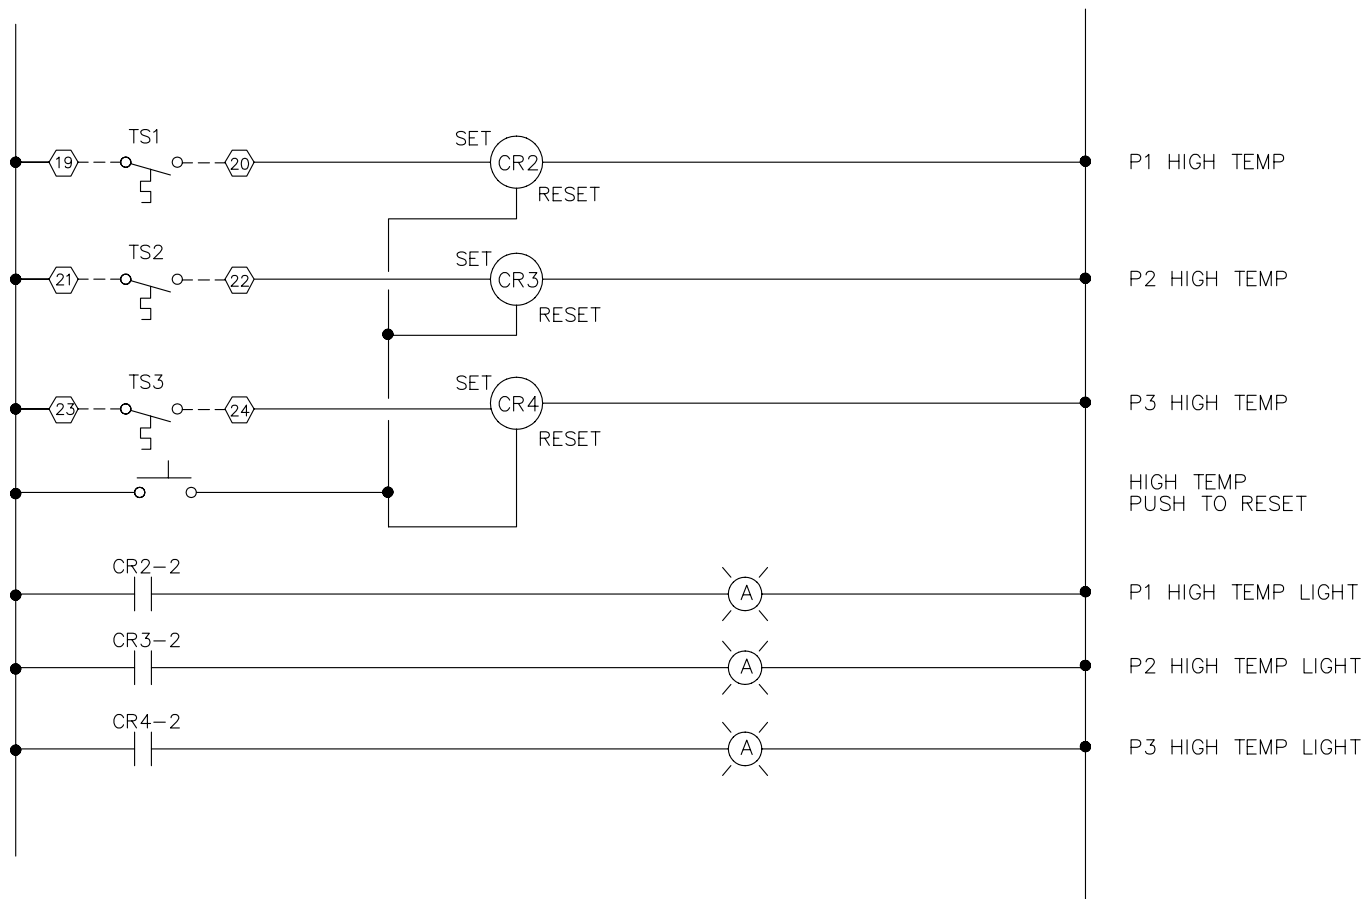 TS1
SET
19
20
CR2
P1 HIGH TEMP
RESET
TS2
SET
21
22
CR3
P2 HIGH TEMP
RESET
TS3
SET
23
24
CR4
P3 HIGH TEMP
RESET
HIGH TEMP
PUSH TO RESET
CR2-2
A
P1 HIGH TEMP LIGHT
CR3-2
A
P2 HIGH TEMP LIGHT
CR4-2
A
P3 HIGH TEMP LIGHT